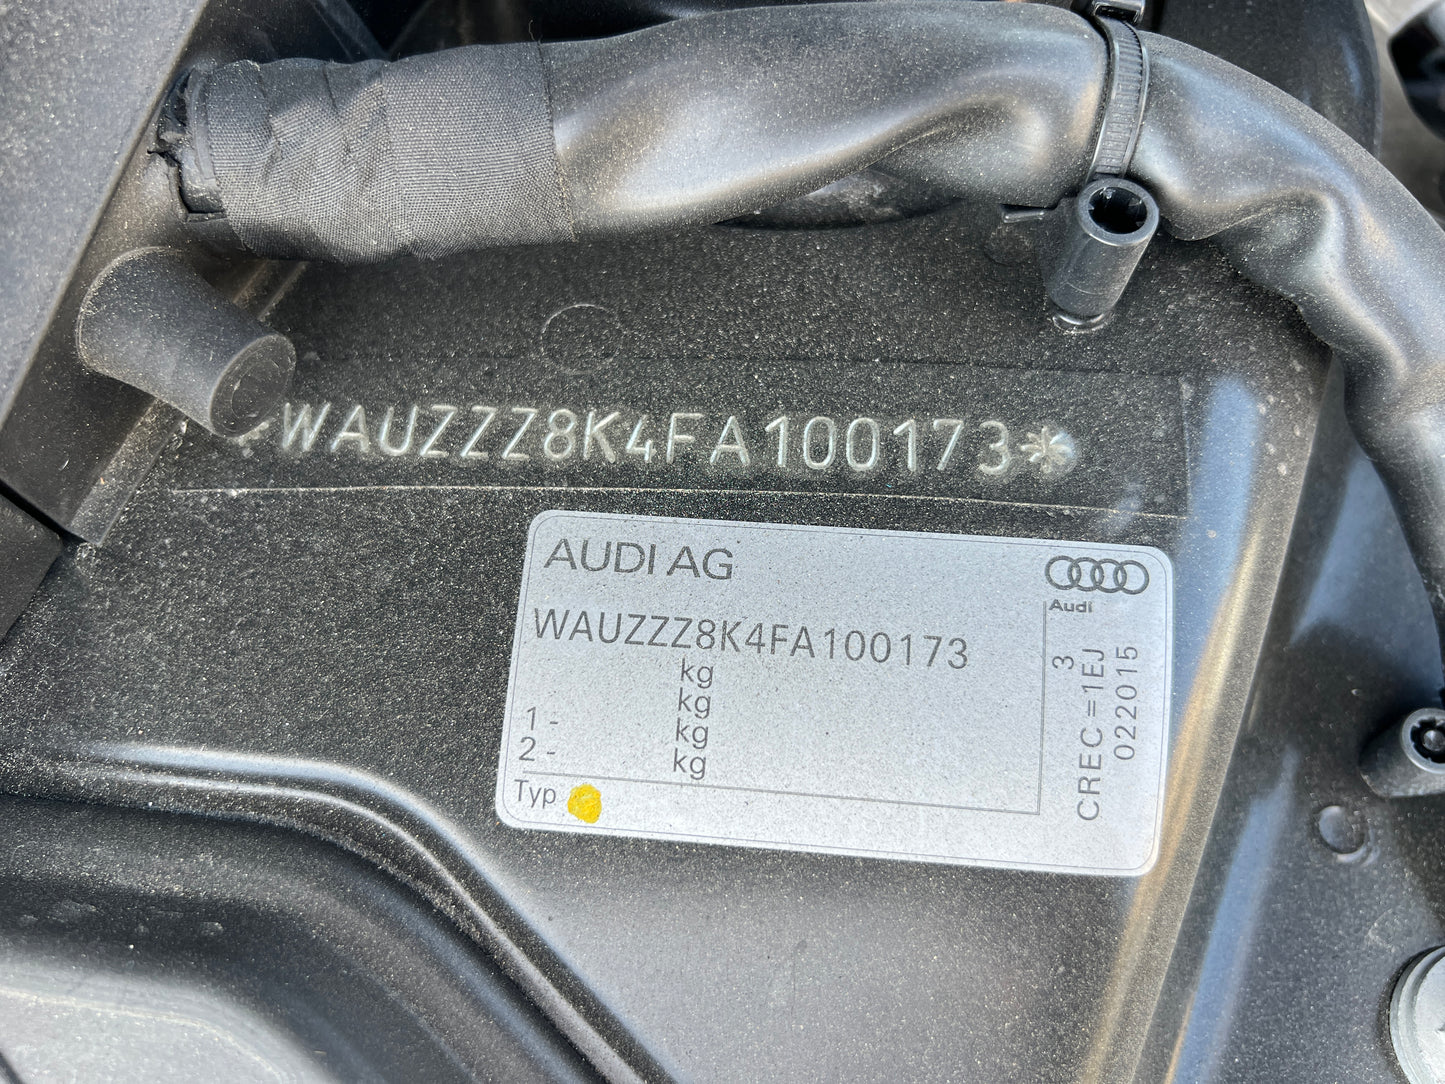 *WAUZZZ8K4FA100173*
AUDI AG
Audi
WAUZZZ8K4FA100173
kg
kg
1 - kg
2 - kg
Typ
3
CREC=1EJ
022015